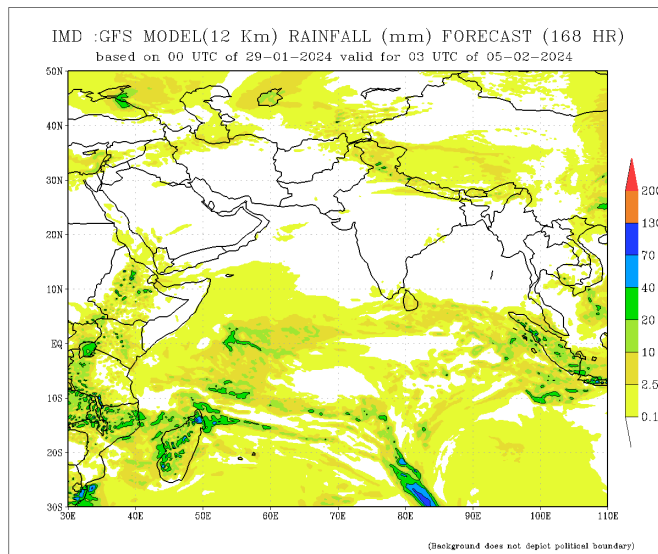 IMD :GFS MODEL(12 Km) RAINFALL (mm) FORECAST (168 HR)
based on 00 UTC of 29-01-2024 valid for 03 UTC of 05-02-2024
50N
40N
30N
20N
10N
EQ
10S
20S
30S
30E 40E 50E 60E 70E 80E 90E 100E 110E
200
130
70
40
20
10
2.5
0.1
(Background does not depict political boundary)